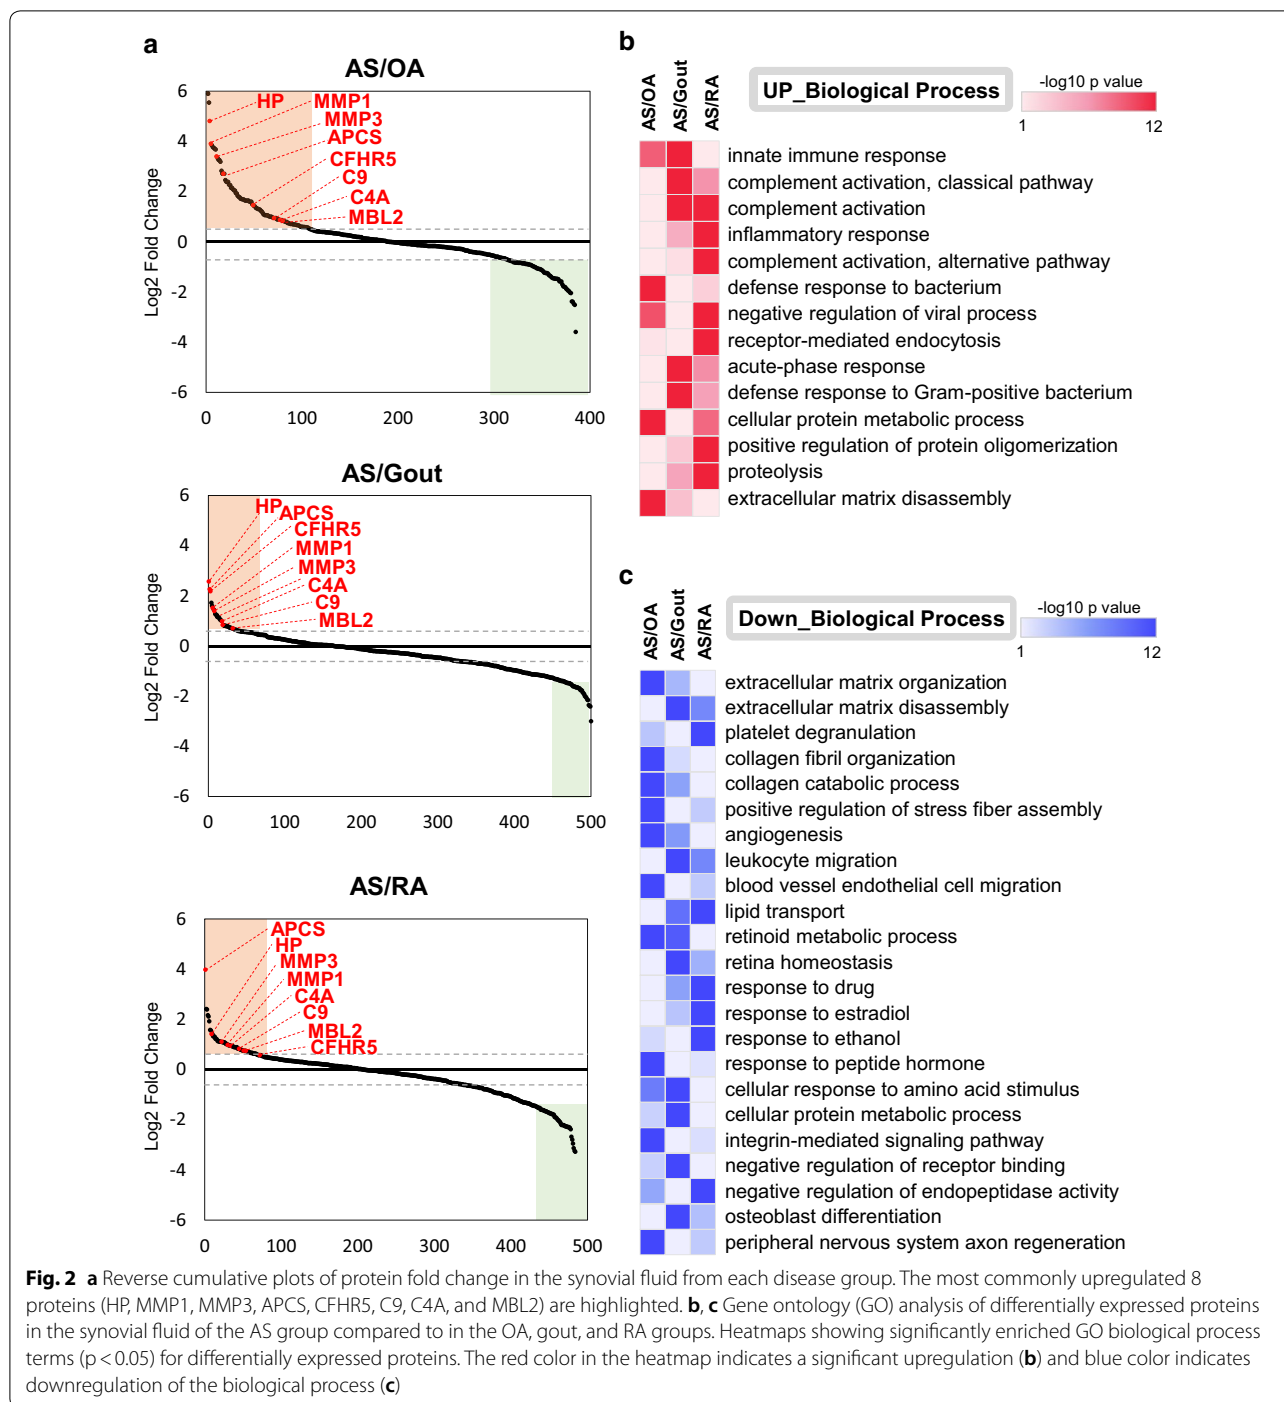 a
AS/OA
Log2 Fold Change
6
4
2
0
-2
-4
-6
HP
MMP1
MMP3
APCS
CFHR5
C9
C4A
MBL2
0 100 200 300 400
AS/Gout
Log2 Fold Change
6
4
2
0
-2
-4
-6
HP
APCS
CFHR5
MMP1
MMP3
C4A
C9
MBL2
0 100 200 300 400 500
AS/RA
Log2 Fold Change
6
4
2
0
-2
-4
-6
APCS
HP
MMP3
MMP1
C4A
C9
MBL2
CFHR5
0 100 200 300 400 500
b
AS/OA
AS/Gout
AS/RA
UP_Biological Process
-log10 p value
1 12
innate immune response
complement activation, classical pathway
complement activation
inflammatory response
complement activation, alternative pathway
defense response to bacterium
negative regulation of viral process
receptor-mediated endocytosis
acute-phase response
defense response to Gram-positive bacterium
cellular protein metabolic process
positive regulation of protein oligomerization
proteolysis
extracellular matrix disassembly
c
AS/OA
AS/Gout
AS/RA
Down_Biological Process
-log10 p value
1 12
extracellular matrix organization
extracellular matrix disassembly
platelet degranulation
collagen fibril organization
collagen catabolic process
positive regulation of stress fiber assembly
angiogenesis
leukocyte migration
blood vessel endothelial cell migration
lipid transport
retinoid metabolic process
retina homeostasis
response to drug
response to estradiol
response to ethanol
response to peptide hormone
cellular response to amino acid stimulus
cellular protein metabolic process
integrin-mediated signaling pathway
negative regulation of receptor binding
negative regulation of endopeptidase activity
osteoblast differentiation
peripheral nervous system axon regeneration
Fig. 2 a Reverse cumulative plots of protein fold change in the synovial fluid from each disease group. The most commonly upregulated 8
proteins (HP, MMP1, MMP3, APCS, CFHR5, C9, C4A, and MBL2) are highlighted. b, c Gene ontology (GO) analysis of differentially expressed proteins
in the synovial fluid of the AS group compared to in the OA, gout, and RA groups. Heatmaps showing significantly enriched GO biological process
terms (p < 0.05) for differentially expressed proteins. The red color in the heatmap indicates a significant upregulation (b) and blue color indicates
downregulation of the biological process (c)